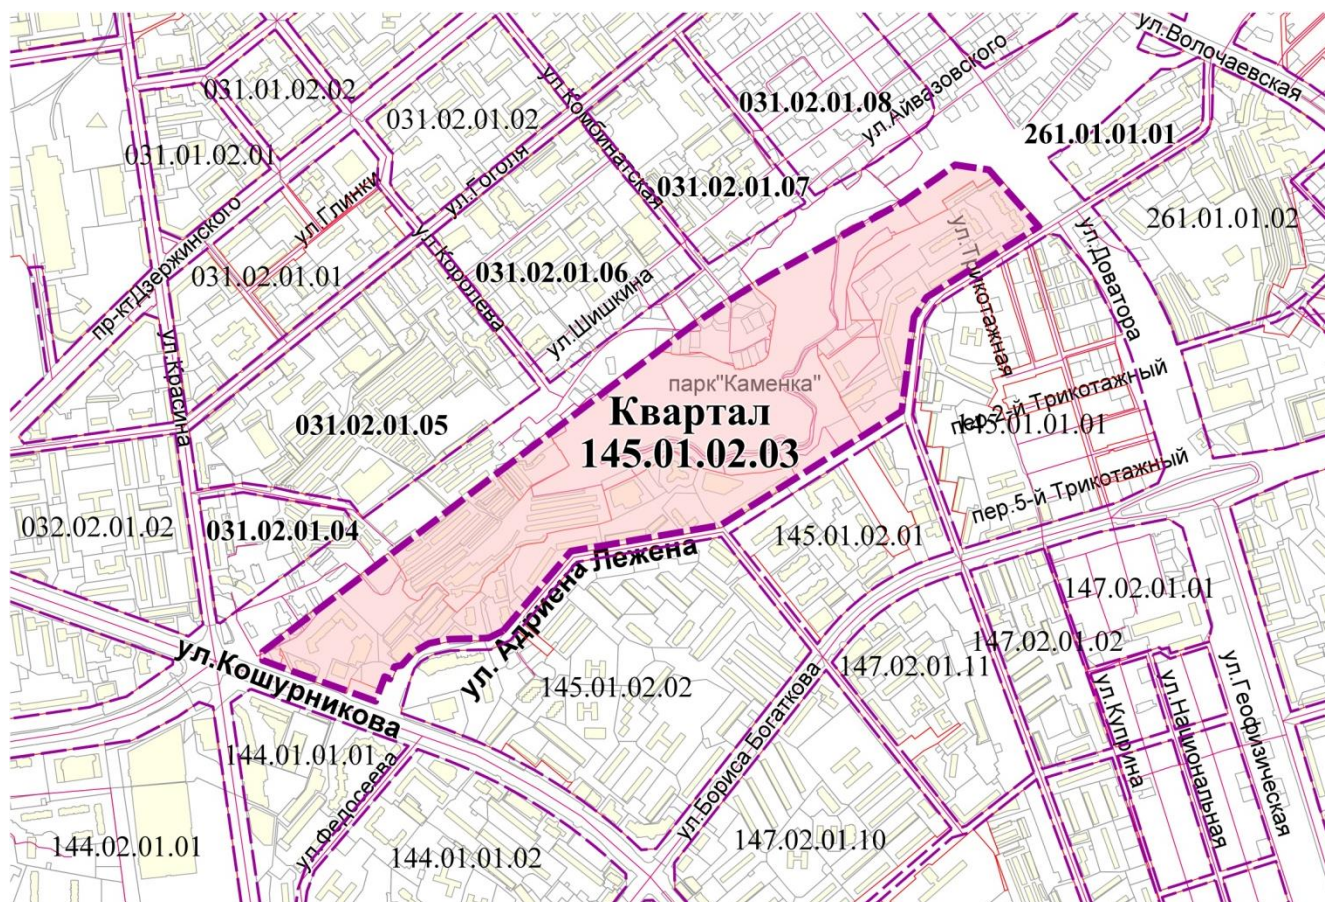 ул.Волочаевская
031.01.02.02
031.02.01.02
ул.Комбинатская
031.02.01.08
ул.Айвазовского
261.01.01.01
031.01.02.01
ул.Глинки
ул.Гоголя
031.02.01.07
261.01.01.02
пр-ктДзержинского
031.02.01.01
ул.Королева
031.02.01.06
ул.Шишкина
ул.Трикотажная
ул.Доватора
ул.Красина
парк"Каменка"
Квартал
145.01.02.03
031.02.01.05
пер.2-й Трикотажный
145.01.01.01
пер.5-й Трикотажный
032.02.01.02
031.02.01.04
145.01.02.01
ул. Адриена Лежена
147.02.01.01
147.02.01.02
147.02.01.11
ул.Кошурникова
145.01.02.02
ул.Бориса Богаткова
ул.Куприна
ул.Национальная
ул.Геофизическая
144.01.01.01
ул.Федосеева
144.02.01.01
144.01.01.02
147.02.01.10